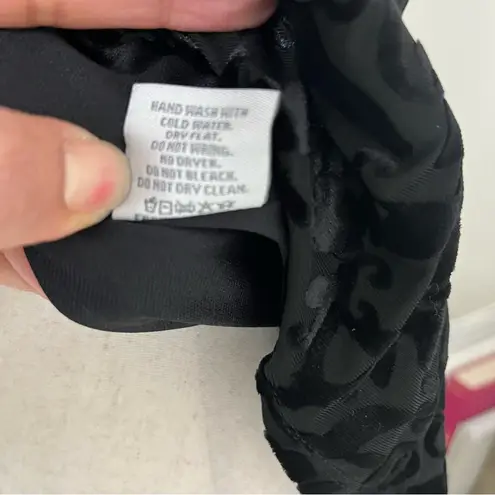 HAND WASH WITH
COLD WATER.
DRY FLAT.
DO NOT WRING.
NO DRYER.
DO NOT BLEACH.
DO NOT DRY CLEAN.